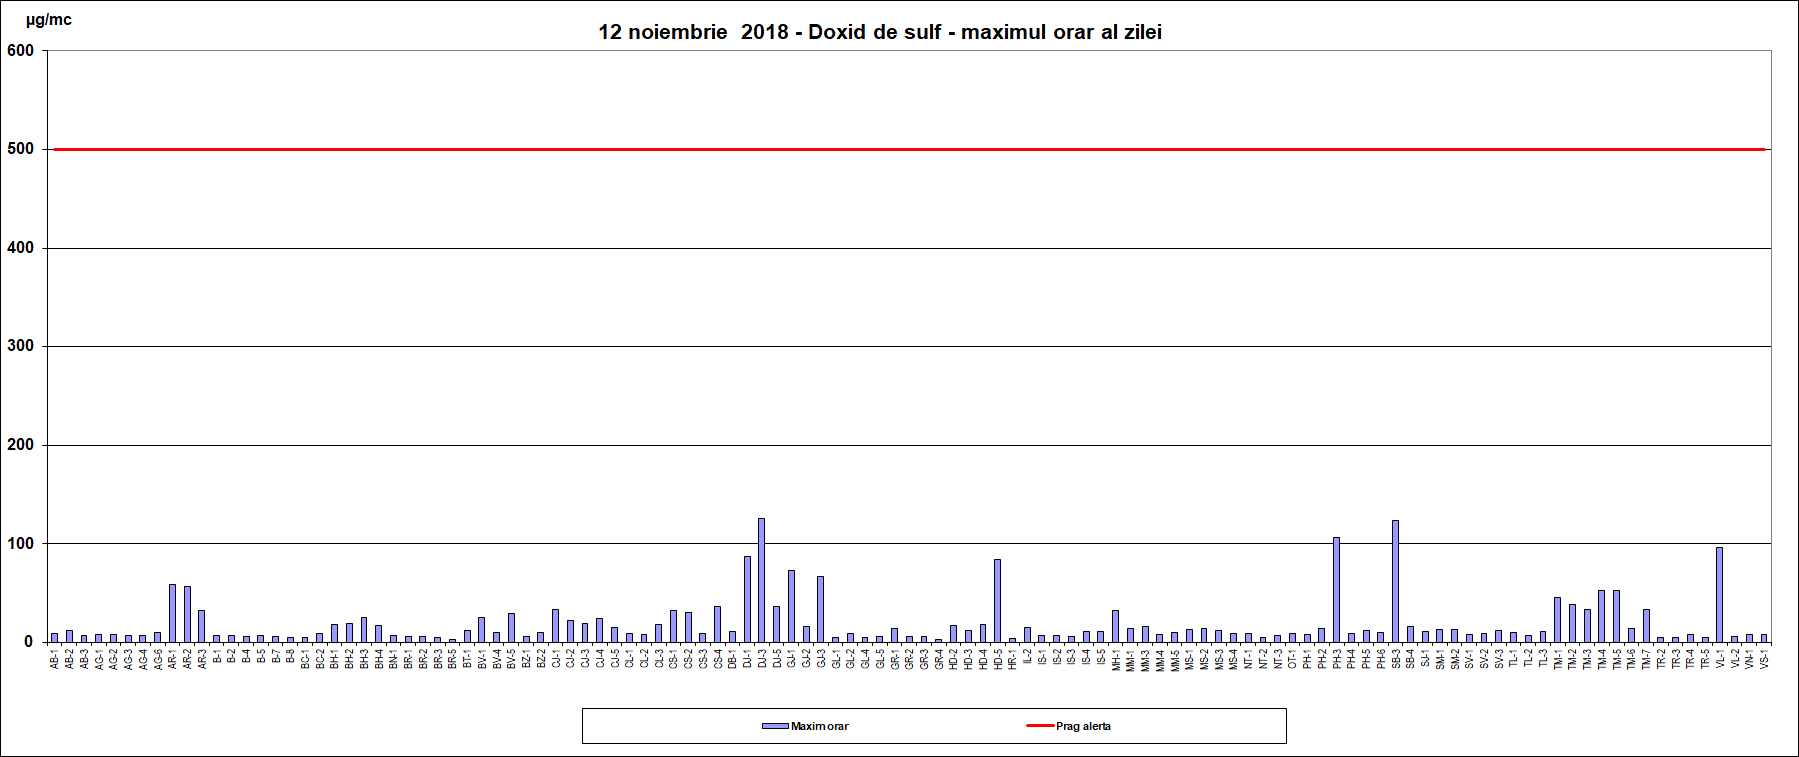 µg/mc
12 noiembrie  2018 - Doxid de sulf - maximul orar al zilei
600
500
400
300
200
100
0
AB-1 AB-2 AB-3 AG-1 AG-2 AG-3 AG-4 AG-6 AR-1 AR-2 AR-3 B-1 B-2 B-4 B-5 B-7 B-8 BC-1 BC-2 BH-1 BH-2 BH-3 BH-4 BN-1 BR-1 BR-2 BR-3 BR-5 BT-1 BV-1 BV-4 BV-5 BZ-1 BZ-2 CJ-1 CJ-2 CJ-3 CJ-4 CJ-5 CL-1 CL-2 CL-3 CS-1 CS-2 CS-3 CS-4 DB-1 DJ-1 DJ-3 DJ-5 GJ-1 GJ-2 GJ-3 GL-1 GL-2 GL-4 GL-5 GR-1 GR-2 GR-3 GR-4 HD-2 HD-3 HD-4 HD-5 HR-1 IL-2 IS-1 IS-2 IS-3 IS-4 IS-5 MH-1 MM-1 MM-3 MM-4 MM-5 MS-1 MS-2 MS-3 MS-4 NT-1 NT-2 NT-3 OT-1 PH-1 PH-2 PH-3 PH-4 PH-5 PH-6 SB-3 SB-4 SJ-1 SM-1 SM-2 SV-1 SV-2 SV-3 TL-1 TL-2 TL-3 TM-1 TM-2 TM-3 TM-4 TM-5 TM-6 TM-7 TR-2 TR-3 TR-4 TR-5 VL-1 VL-2 VN-1 VS-1
Maxim orar
Prag alerta